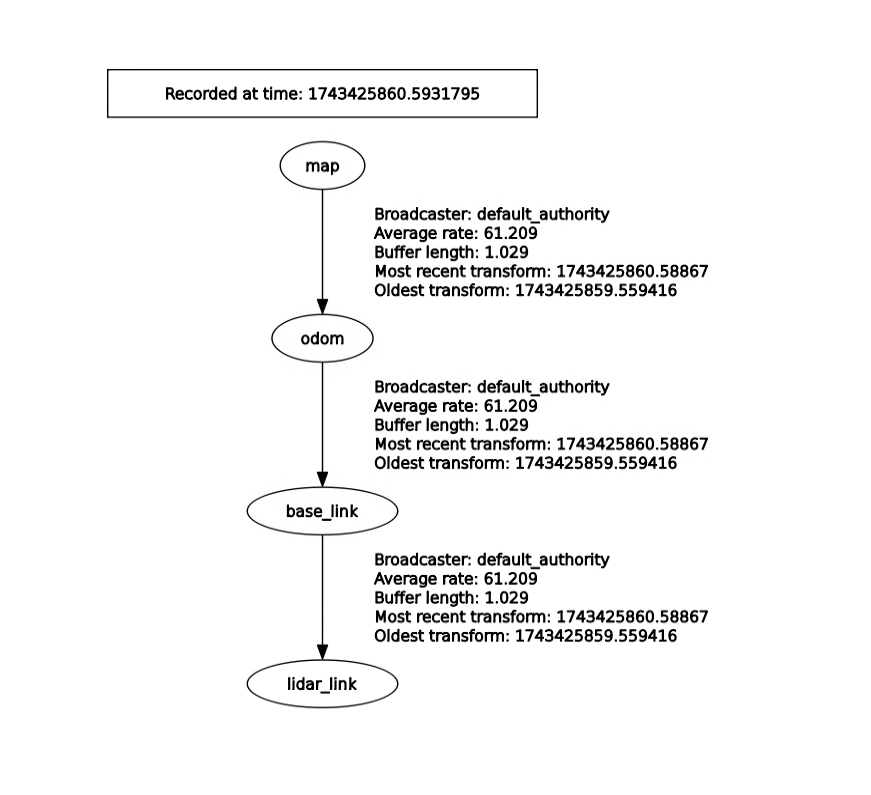 Recorded at time: 1743425860.5931795
map
Broadcaster: default_authority
Average rate: 61.209
Buffer length: 1.029
Most recent transform: 1743425860.58867
Oldest transform: 1743425859.559416
odom
Broadcaster: default_authority
Average rate: 61.209
Buffer length: 1.029
Most recent transform: 1743425860.58867
Oldest transform: 1743425859.559416
base_link
Broadcaster: default_authority
Average rate: 61.209
Buffer length: 1.029
Most recent transform: 1743425860.58867
Oldest transform: 1743425859.559416
lidar_link